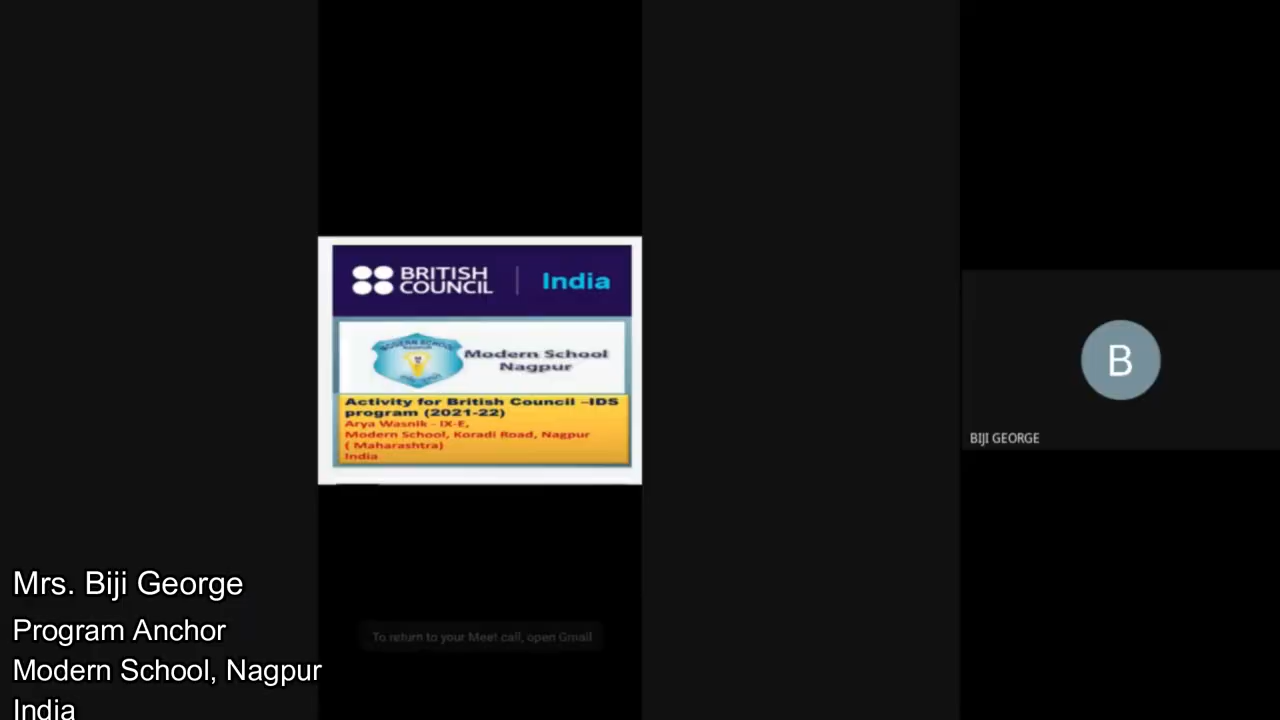 BRITISH
COUNCIL
India
MODERN SCHOOL
Modern School
Nagpur
Activity for British Council –IDS
program (2021-22)
Arya Wasnik - IX-E,
Modern School, Koradi Road, Nagpur
( Maharashtra)
India
B
BIJI GEORGE
Mrs. Biji George
Program Anchor
Modern School, Nagpur
India
To return to your Meet call, open Gmail